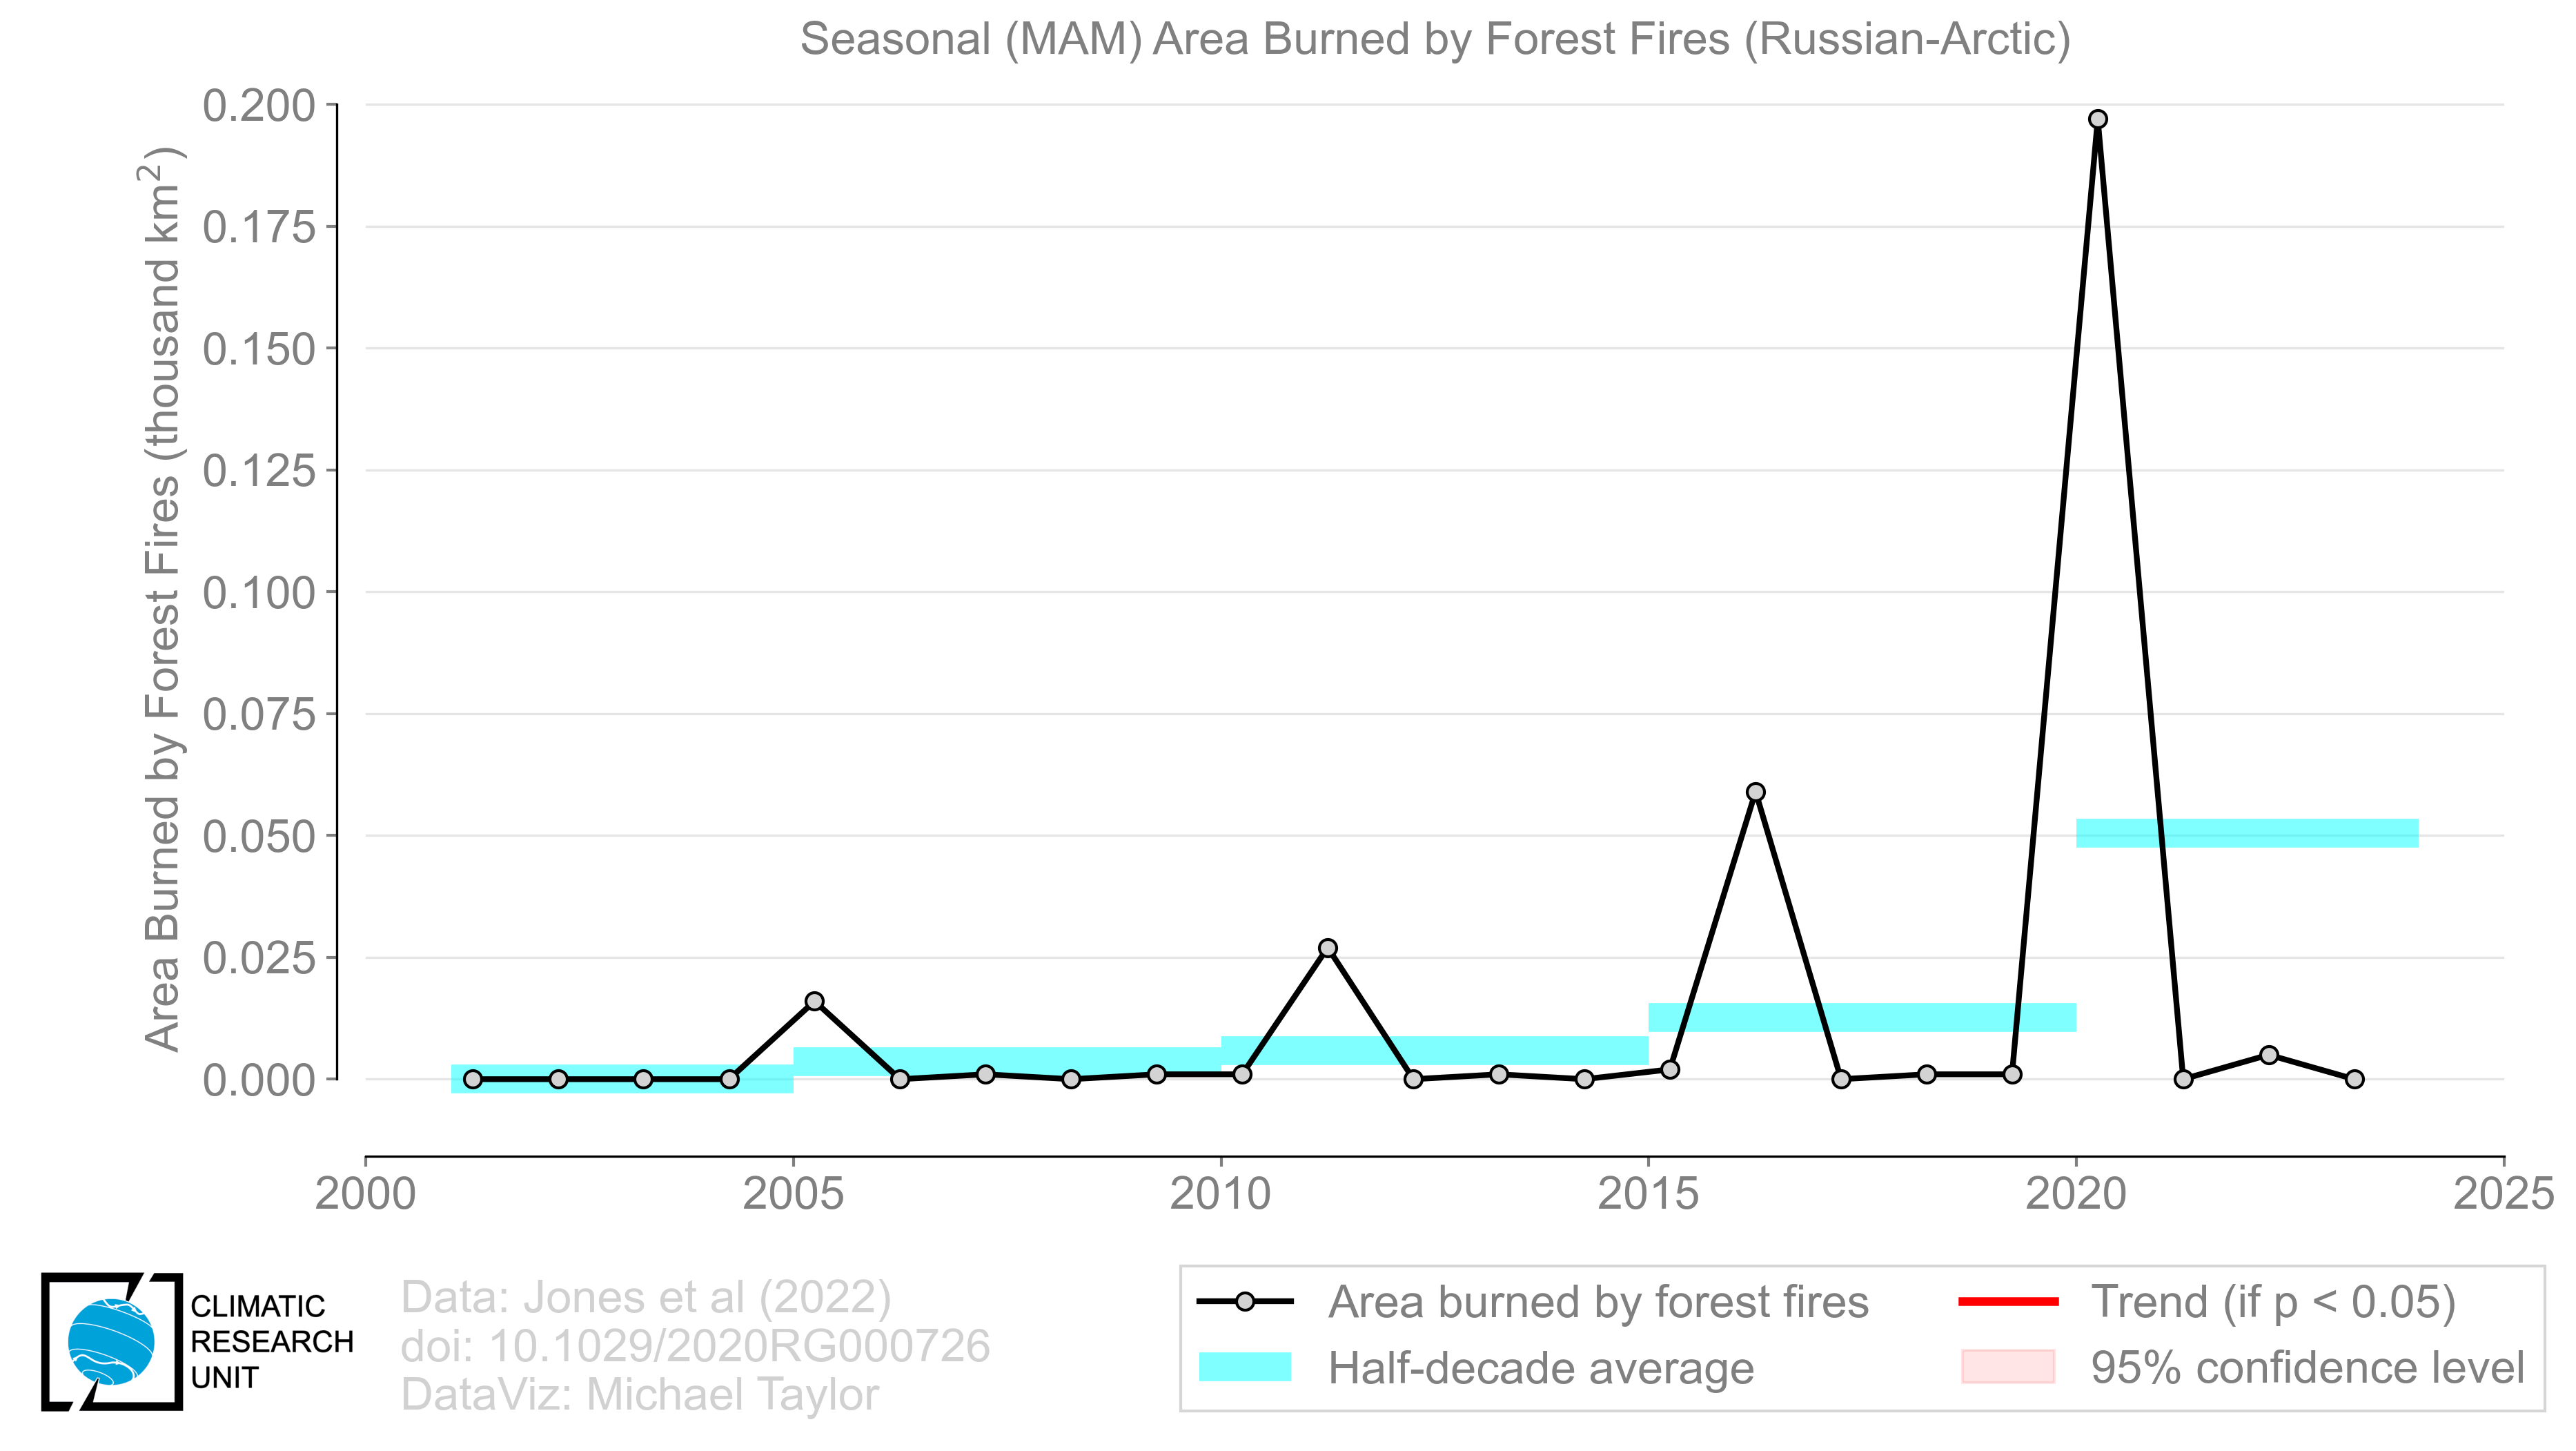 Seasonal (MAM) Area Burned by Forest Fires (Russian-Arctic)
Area Burned by Forest Fires (thousand km²)
0.200
0.175
0.150
0.125
0.100
0.075
0.050
0.025
0.000
2000
2005
2010
2015
2020
2025
CLIMATIC
RESEARCH
UNIT
Data: Jones et al (2022)
doi: 10.1029/2020RG000726
DataViz: Michael Taylor
Area burned by forest fires
Half-decade average
Trend (if p < 0.05)
95% confidence level